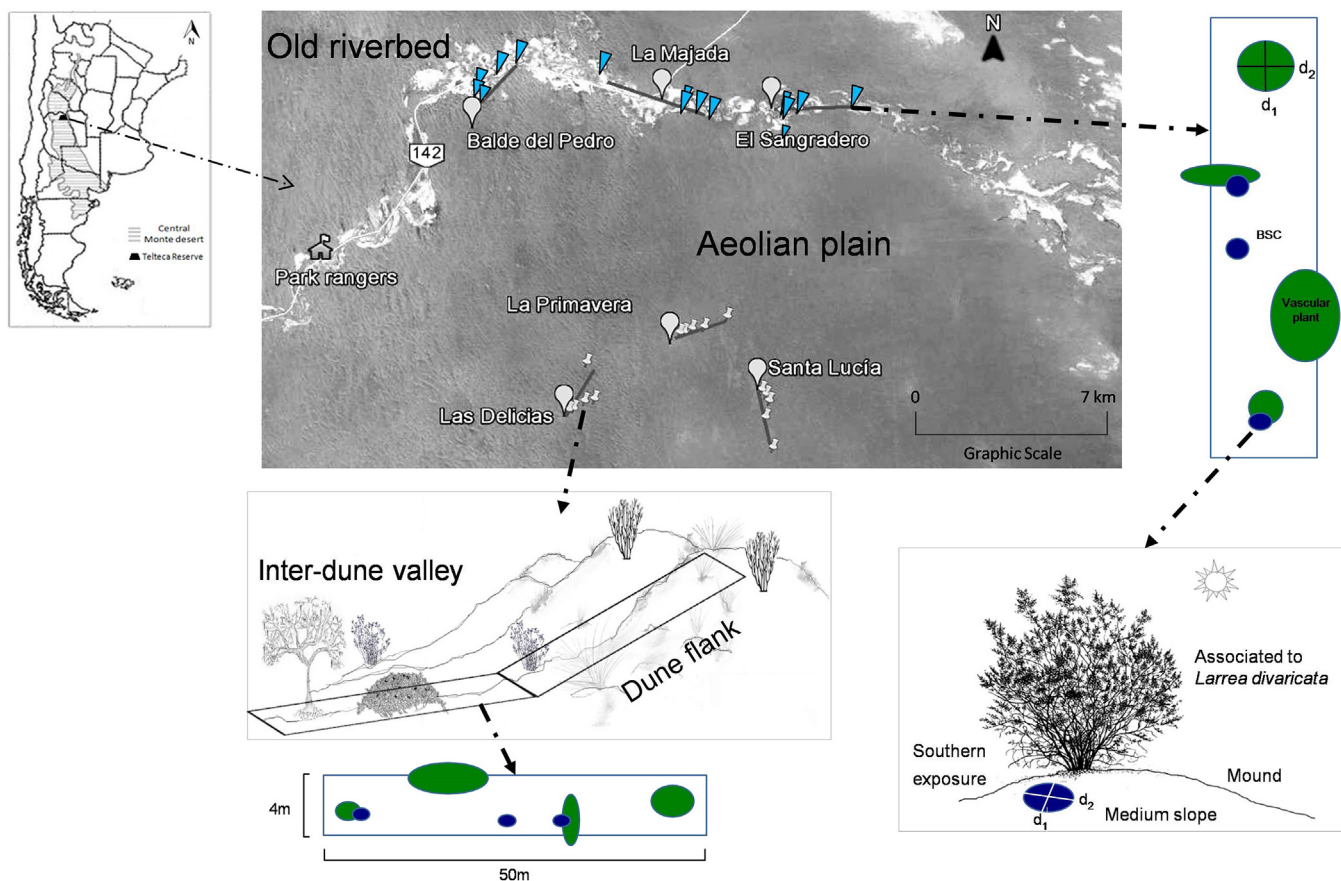 N
Central
Monte desert
Telteca Reserve
Old riverbed
La Majada
N
Balde del Pedro
El Sangradero
142
Aeolian plain
Park rangers
La Primavera
Santa Lucía
Las Delicias
0 7 km
Graphic Scale
d2
d1
BSC
Vascular
plant
Inter-dune valley
Dune flank
4m
50m
Associated to
Larrea divaricata
Southern
exposure
Mound
d2
d1
Medium slope